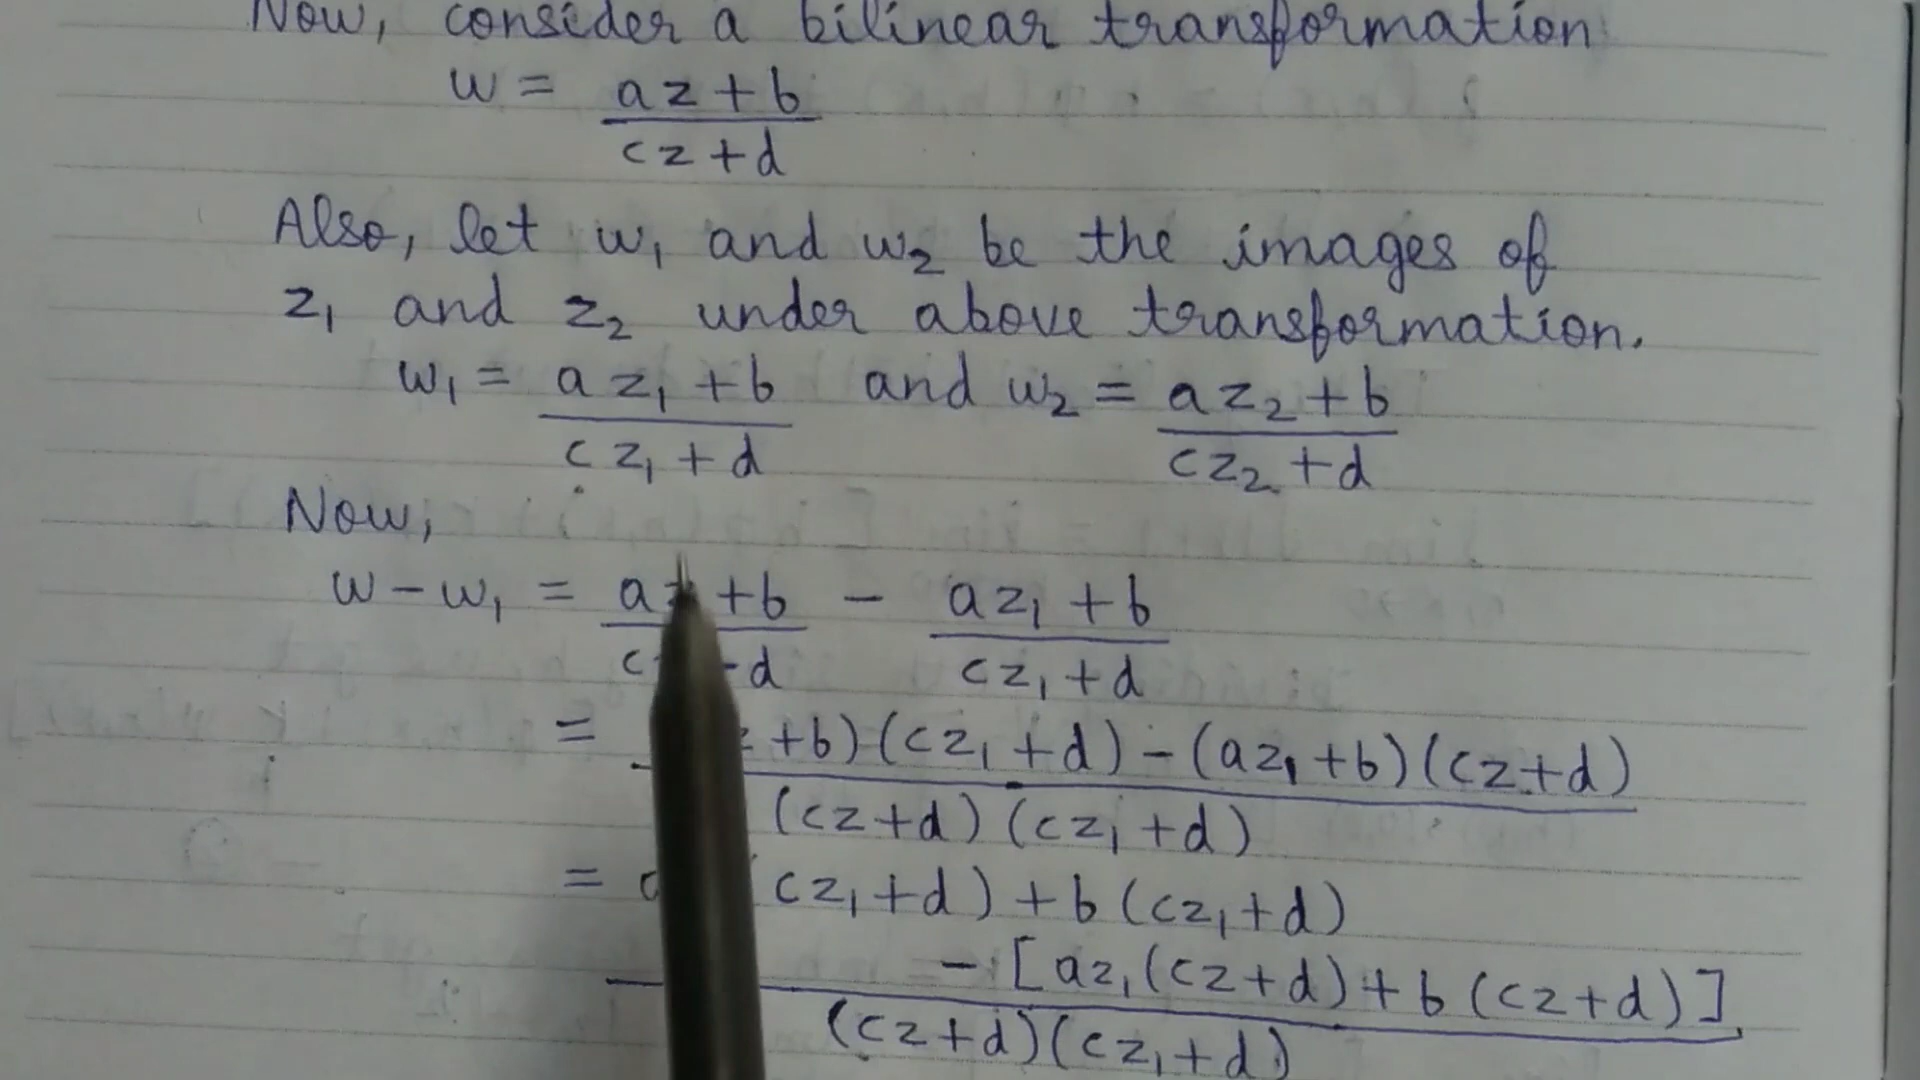 Now, consider a bilinear transformation
w = az+b
cz+d
Also, let w₁ and w₂ be the images of
z₁ and z₂ under above transformation.
w₁ = az₁+b and w₂ = az₂+b
cz₁+d cz₂+d
Now,
w-w₁ = az+b - az₁+b
d cz₁+d
= +b)(cz₁+d)-(az₁+b)(cz+d)
(cz+d)(cz₁+d)
= (cz₁+d)+b(cz₁+d)
-[az₁(cz+d)+b(cz+d)]
(cz+d)(cz₁+d)